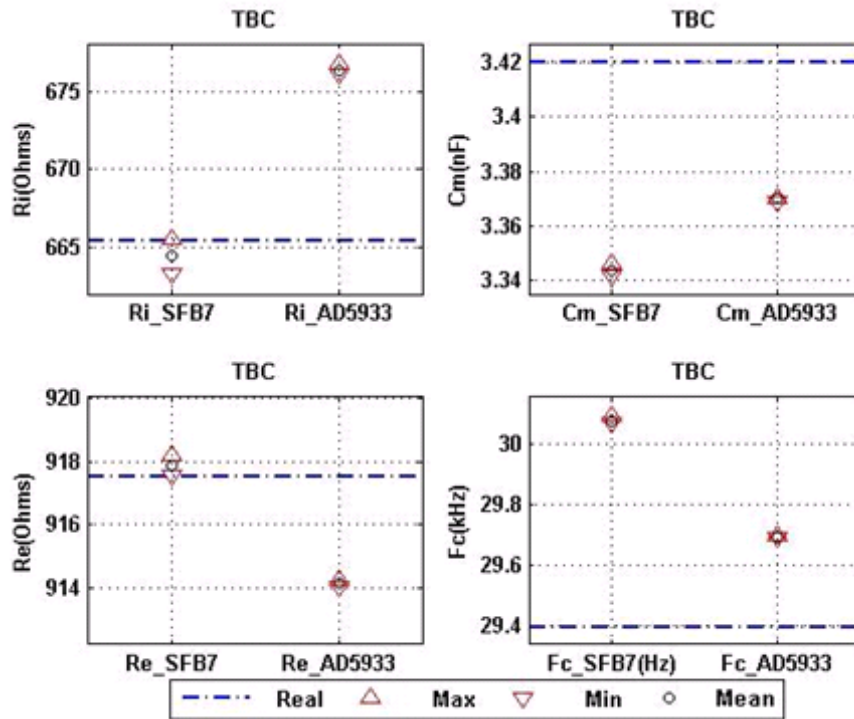 TBC
TBC
Ri(Ohms)
675
670
665
Ri_SFB7
Ri_AD5933
Cm(nF)
3.42
3.4
3.38
3.36
3.34
Cm_SFB7
Cm_AD5933
TBC
TBC
Re(Ohms)
920
918
916
914
Re_SFB7
Re_AD5933
Fc(kHz)
30
29.8
29.6
29.4
Fc_SFB7(Hz)
Fc_AD5933
Real
Max
Min
Mean